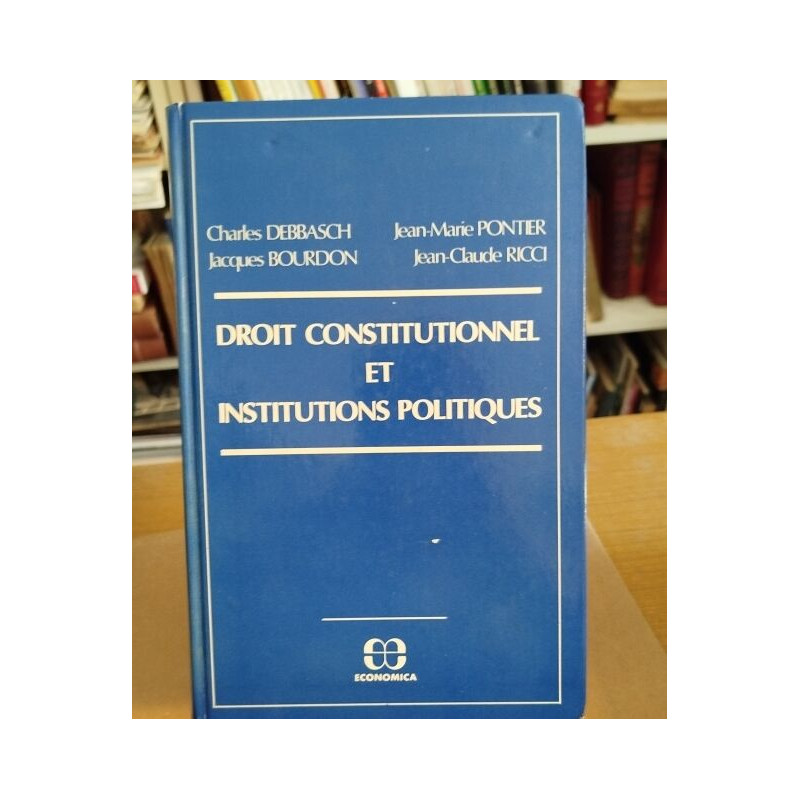 Charles DEBBASCH Jean-Marie PONTIER
Jacques BOURDON Jean-Claude RICCI
DROIT CONSTITUTIONNEL
ET
INSTITUTIONS POLITIQUES
ECONOMICA